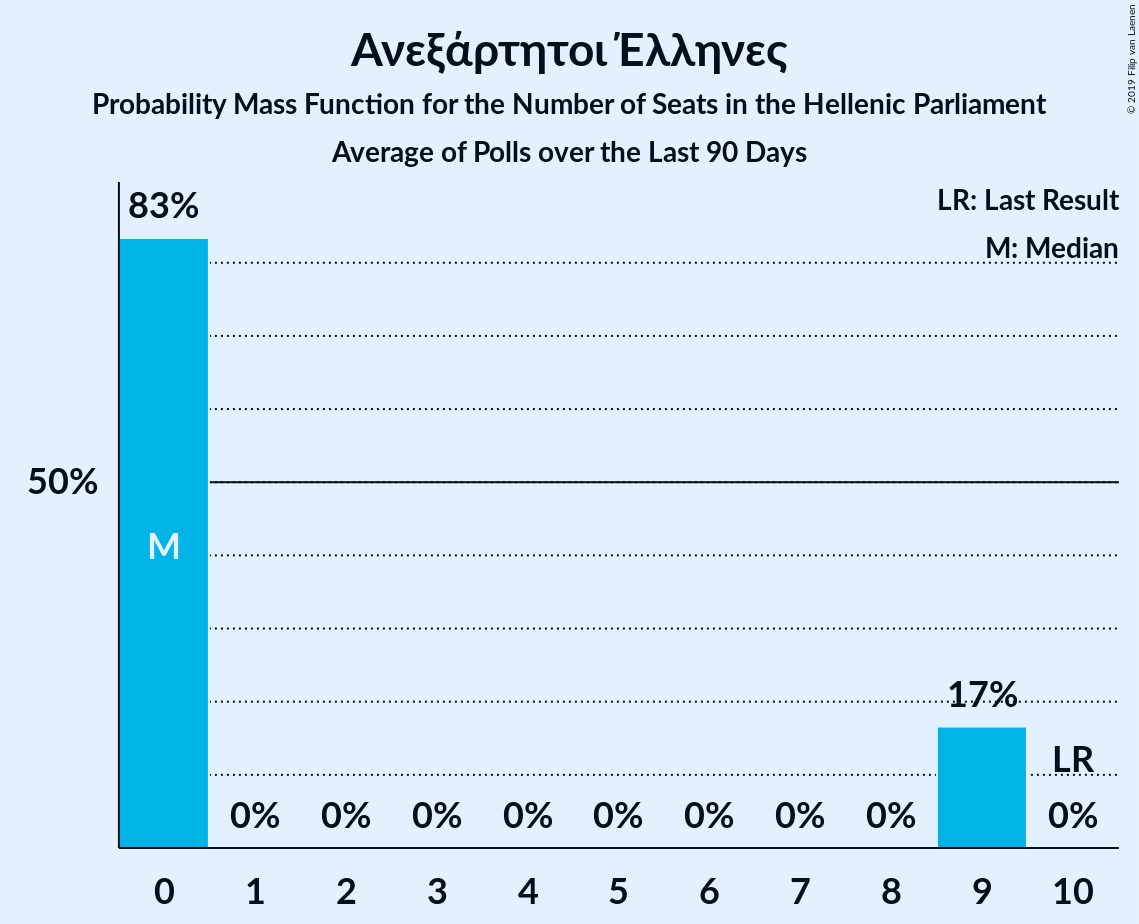 Ανεξάρτητοι Έλληνες
Probability Mass Function for the Number of Seats in the Hellenic Parliament
Average of Polls over the Last 90 Days
© 2019 Filip van Laenen
LR: Last Result
M: Median
83%
50%
M
17%
LR
0% 0% 0% 0% 0% 0% 0% 0% 0%
0 1 2 3 4 5 6 7 8 9 10